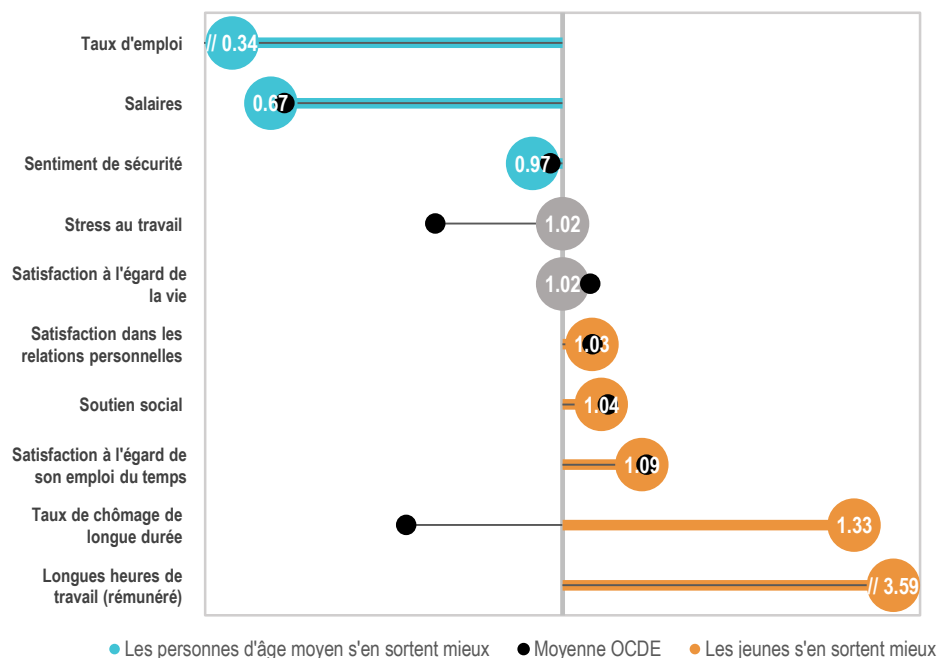 Taux d'emploi
// 0.34
Salaires
0.67
Sentiment de sécurité
0.97
Stress au travail
1.02
Satisfaction à l'égard de
la vie
1.02
Satisfaction dans les
relations personnelles
1.03
Soutien social
1.04
Satisfaction à l'égard de
son emploi du temps
1.09
Taux de chômage de
longue durée
1.33
Longues heures de
travail (rémunéré)
// 3.59
Les personnes d'âge moyen s'en sortent mieux
Moyenne OCDE
Les jeunes s'en sortent mieux